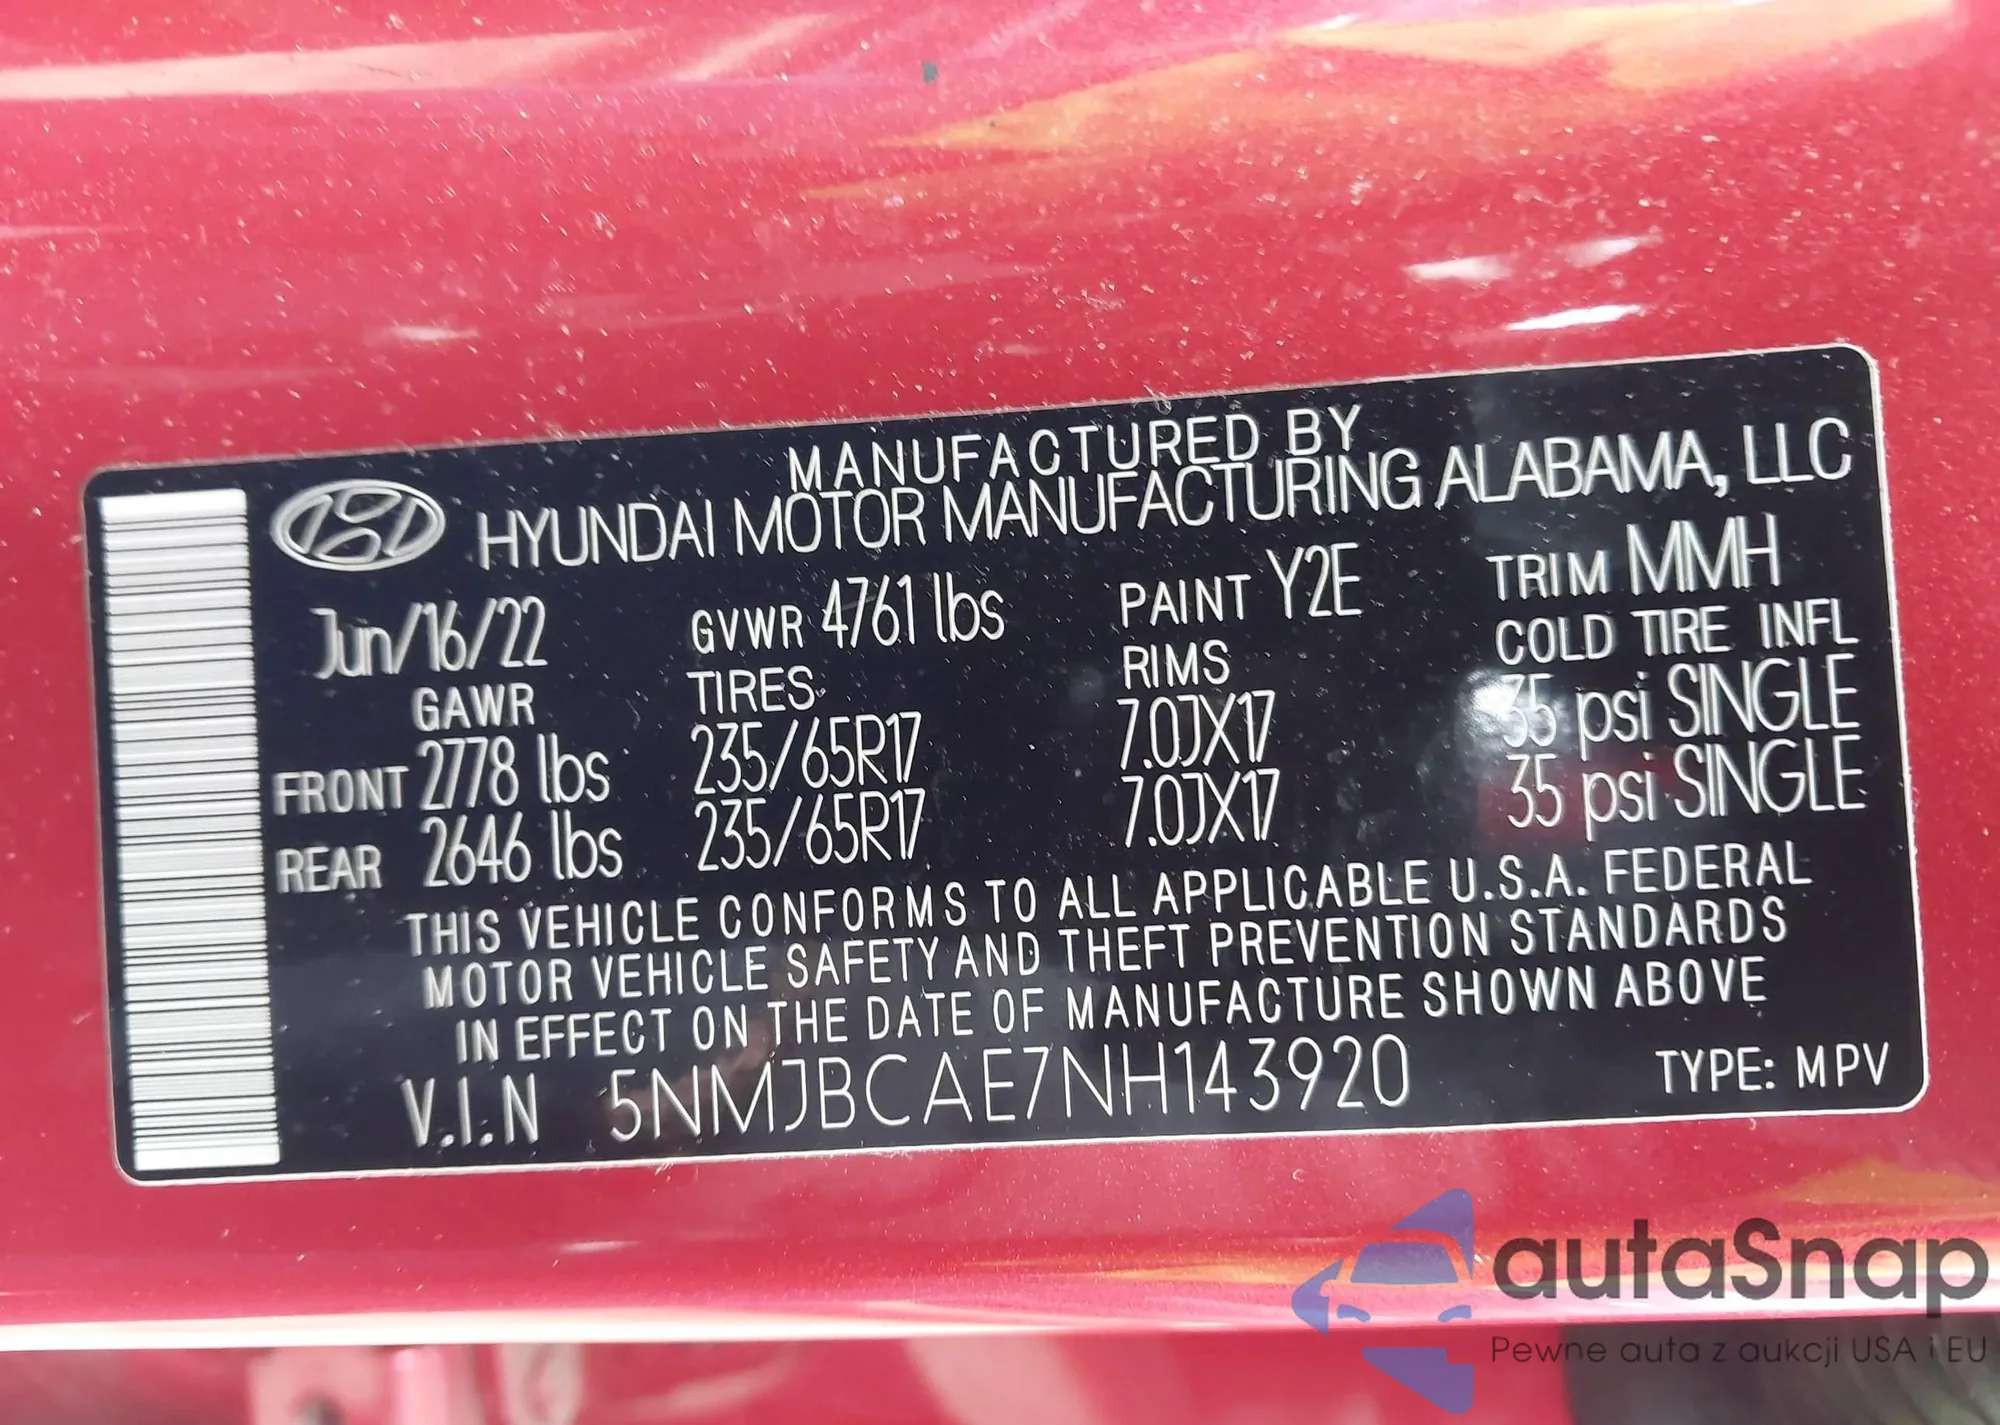 MANUFACTURED BY
HYUNDAI MOTOR MANUFACTURING ALABAMA, LLC
Jun/16/22 GVWR 4761 lbs PAINT Y2E TRIM MMH
GAWR TIRES RIMS COLD TIRE INFL
FRONT 2778 lbs 235/65R17 7.0JX17 35 psi SINGLE
REAR 2646 lbs 235/65R17 7.0JX17 35 psi SINGLE
THIS VEHICLE CONFORMS TO ALL APPLICABLE U.S.A. FEDERAL
MOTOR VEHICLE SAFETY AND THEFT PREVENTION STANDARDS
IN EFFECT ON THE DATE OF MANUFACTURE SHOWN ABOVE
V.I.N 5NMJBCAE7NH143920 TYPE: MPV
autaSnap
Pewne auta z aukcji USA i EU